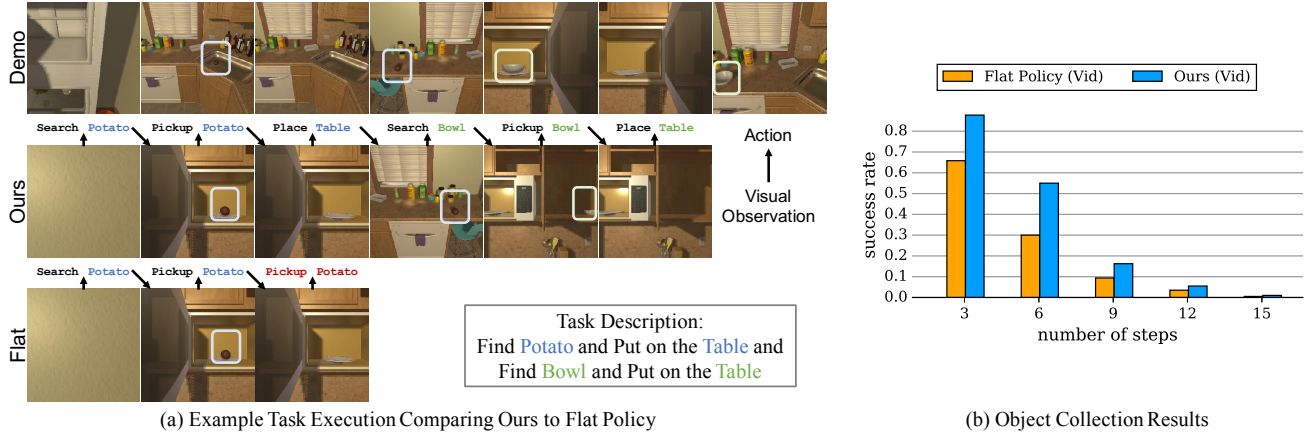 Demo
Search Potato Pickup Potato Place Table Search Bowl Pickup Bowl Place Table
Ours
Action
Visual
Observation
Search Potato Pickup Potato Pickup Potato
Flat
Task Description:
Find Potato and Put on the Table and
Find Bowl and Put on the Table
(a) Example Task Execution Comparing Ours to Flat Policy
Flat Policy (Vid) Ours (Vid)
success rate
0.8
0.7
0.6
0.5
0.4
0.3
0.2
0.1
0.0
3 6 9 12 15
number of steps
(b) Object Collection Results